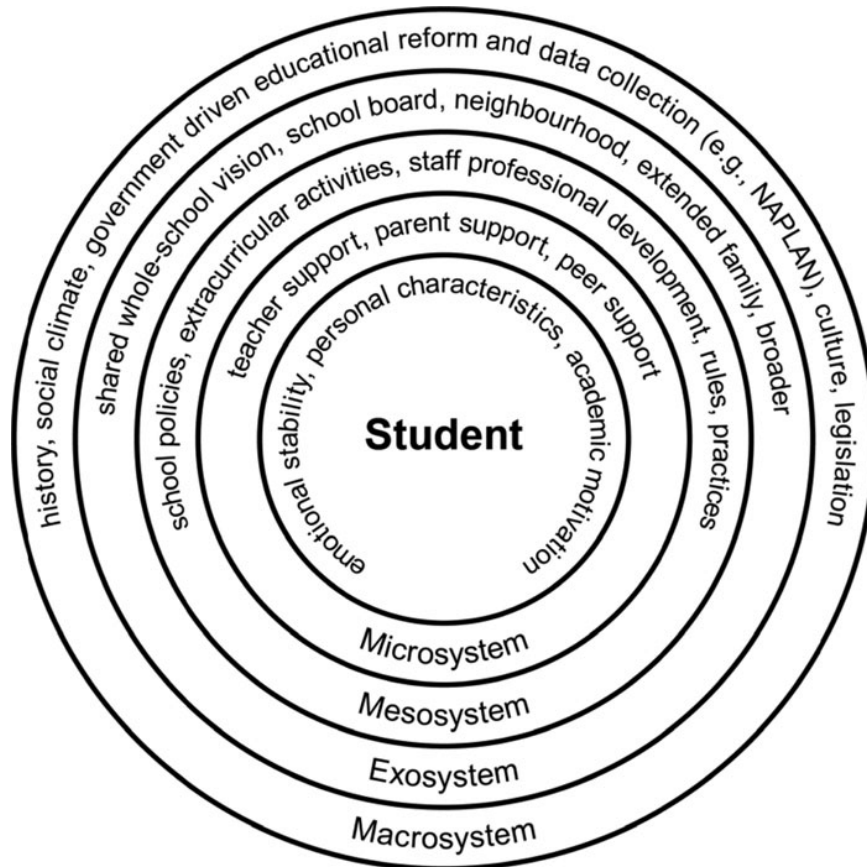 history, social climate, government driven educational reform and data collection (e.g., NAPLAN), culture, legislation
shared whole-school vision, school board, neighbourhood, extended family, broader
school policies, extracurricular activities, staff professional development, rules, practices
teacher support, parent support, peer support
emotional stability, personal characteristics, academic motivation
Student
Microsystem
Mesosystem
Exosystem
Macrosystem